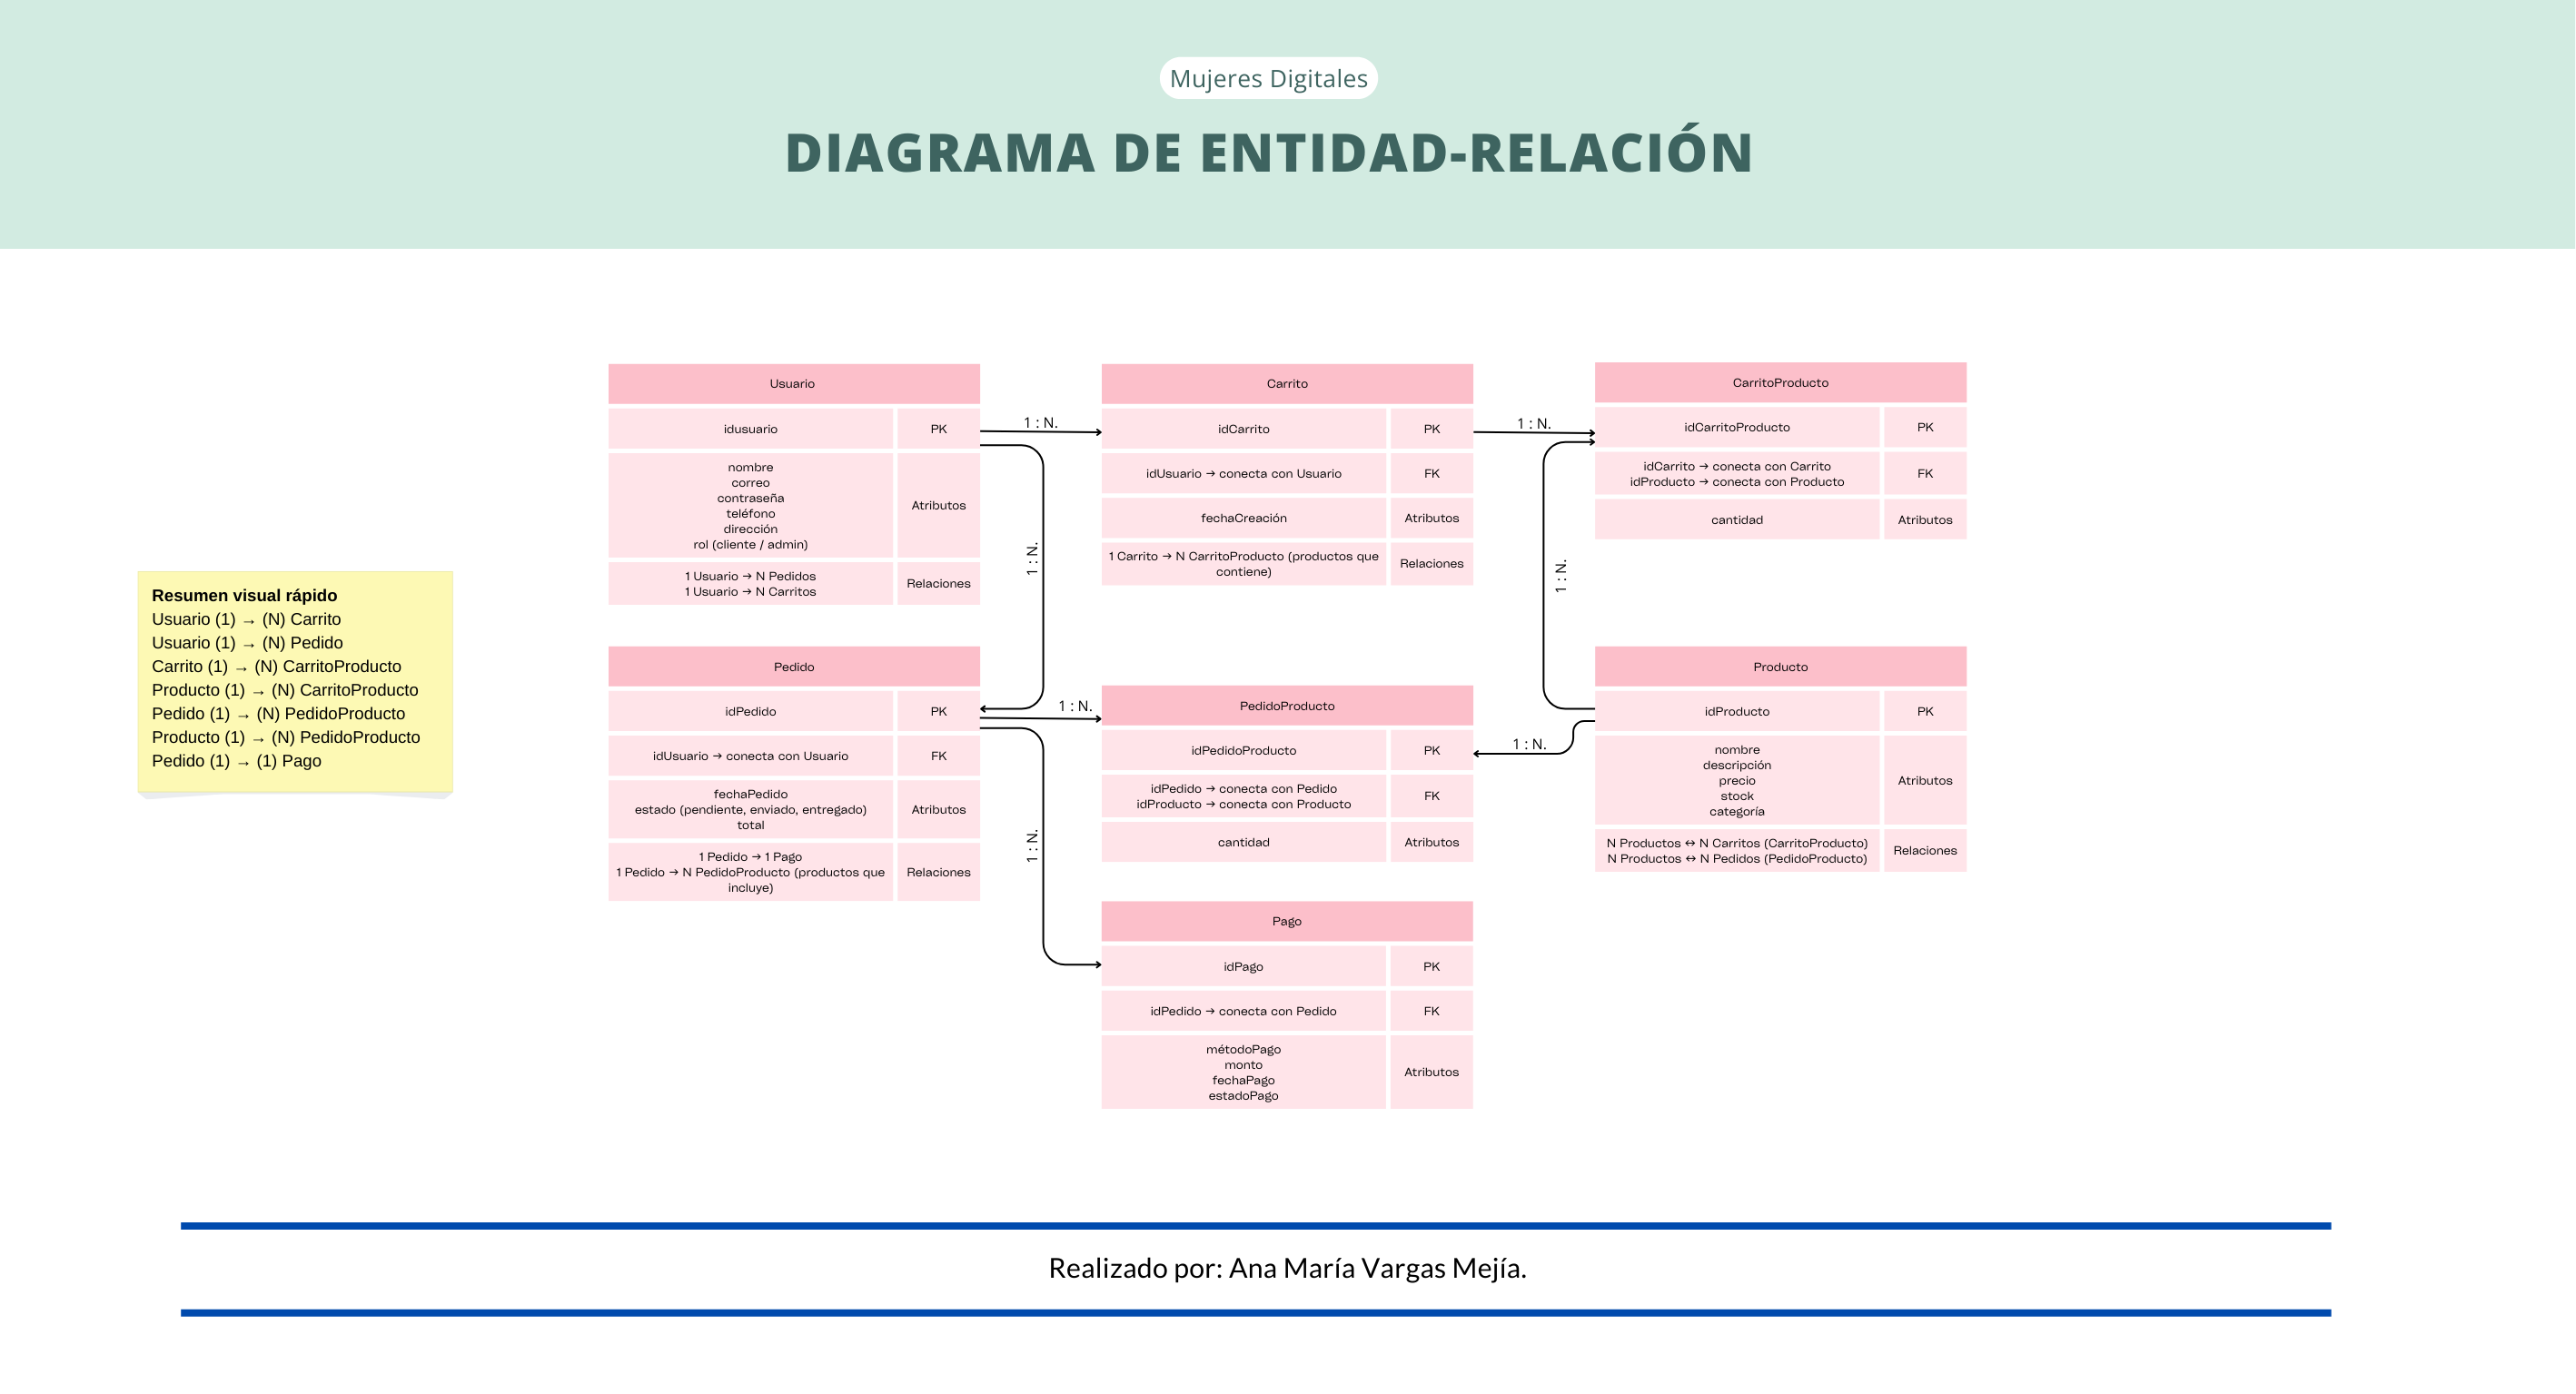 Mujeres Digitales
DIAGRAMA DE ENTIDAD-RELACIÓN
Resumen visual rápido
Usuario (1) → (N) Carrito
Usuario (1) → (N) Pedido
Carrito (1) → (N) CarritoProducto
Producto (1) → (N) CarritoProducto
Pedido (1) → (N) PedidoProducto
Producto (1) → (N) PedidoProducto
Pedido (1) → (1) Pago
Usuario
idusuario
PK
nombre
correo
contraseña
teléfono
dirección
rol (cliente / admin)
Atributos
1 Usuario → N Pedidos
1 Usuario → N Carritos
Relaciones
1 : N.
1 : N.
Carrito
idCarrito
PK
idUsuario → conecta con Usuario
FK
fechaCreación
Atributos
1 Carrito → N CarritoProducto (productos que
contiene)
Relaciones
1 : N.
CarritoProducto
idCarritoProducto
PK
idCarrito → conecta con Carrito
idProducto → conecta con Producto
FK
cantidad
Atributos
1 : N.
Pedido
idPedido
PK
idUsuario → conecta con Usuario
FK
fechaPedido
estado (pendiente, enviado, entregado)
total
Atributos
1 Pedido → 1 Pago
1 Pedido → N PedidoProducto (productos que
incluye)
Relaciones
1 : N.
1 : N.
PedidoProducto
idPedidoProducto
PK
idPedido → conecta con Pedido
idProducto → conecta con Producto
FK
cantidad
Atributos
1 : N.
Producto
idProducto
PK
nombre
descripción
precio
stock
categoría
Atributos
N Productos ↔ N Carritos (CarritoProducto)
N Productos ↔ N Pedidos (PedidoProducto)
Relaciones
Pago
idPago
PK
idPedido → conecta con Pedido
FK
métodoPago
monto
fechaPago
estadoPago
Atributos
Realizado por: Ana María Vargas Mejía.